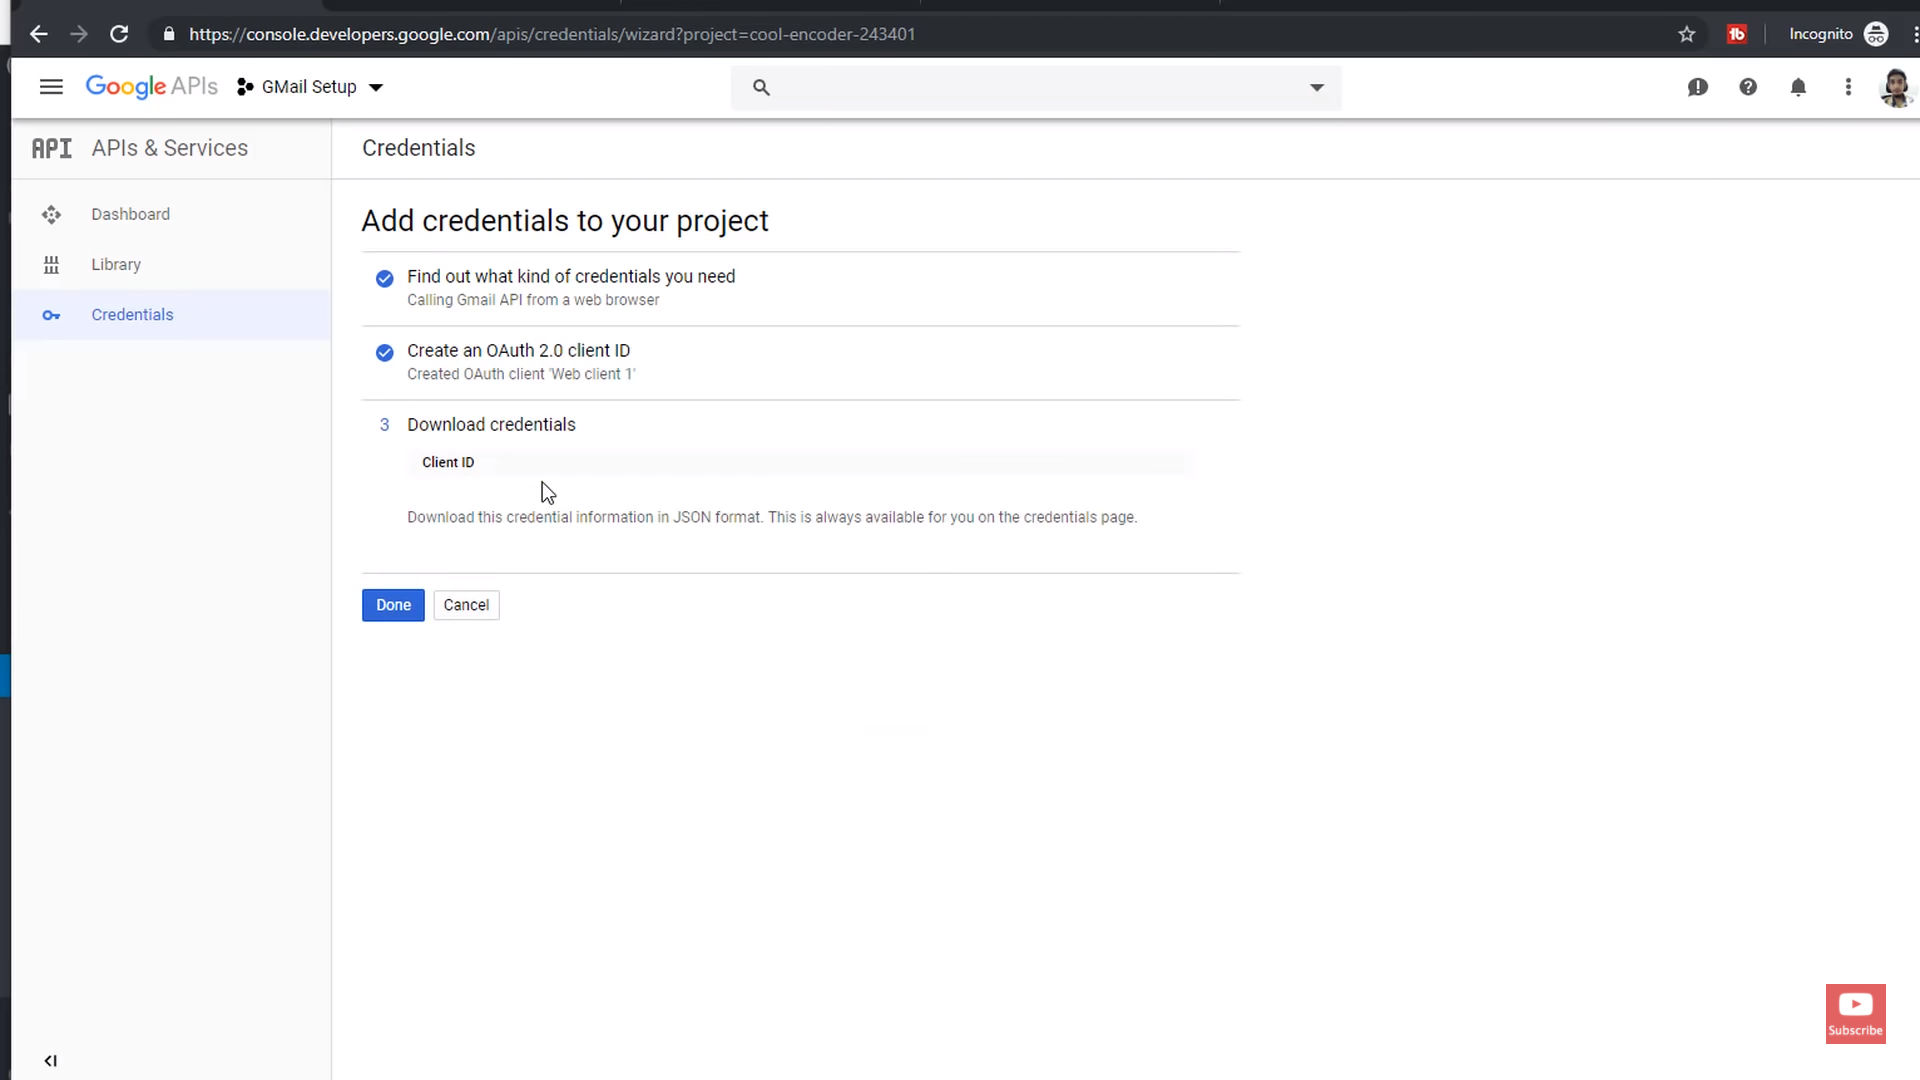 https://console.developers.google.com/apis/credentials/wizard?project=cool-encoder-243401
Incognito
Google APIs
GMail Setup
API APIs & Services
Credentials
Dashboard
Library
Credentials
Add credentials to your project
Find out what kind of credentials you need
Calling Gmail API from a web browser
Create an OAuth 2.0 client ID
Created OAuth client 'Web client 1'
3 Download credentials
Client ID
Download this credential information in JSON format. This is always available for you on the credentials page.
Done
Cancel
Subscribe